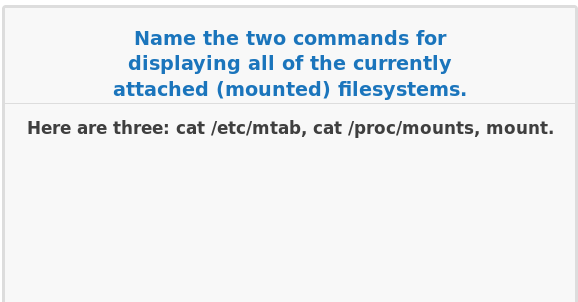 Name the two commands for
displaying all of the currently
attached (mounted) filesystems.
Here are three: cat /etc/mtab, cat /proc/mounts, mount.